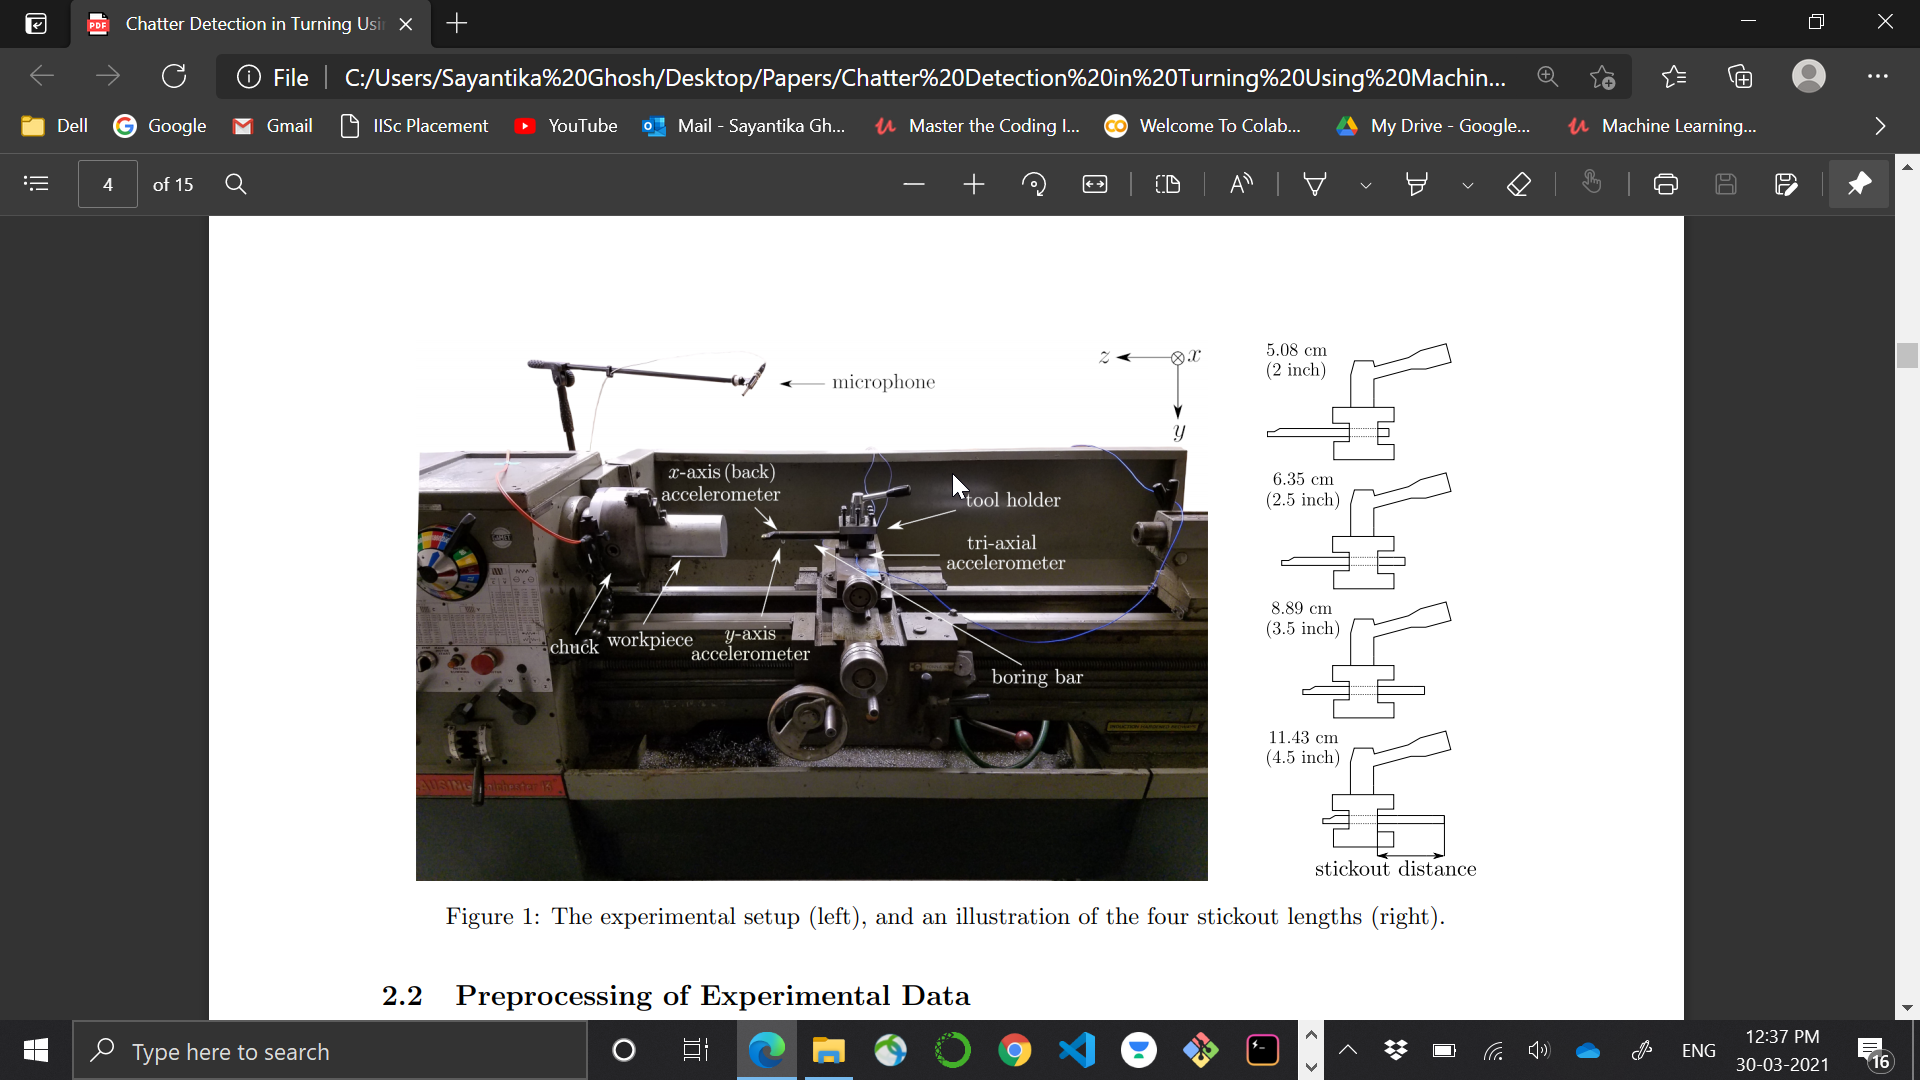 Chatter Detection in Turning Usi
File
C:/Users/Sayantika%20Ghosh/Desktop/Papers/Chatter%20Detection%20in%20Turning%20Using%20Machin...
Dell
Google
Gmail
IISc Placement
YouTube
Mail - Sayantika Gh...
Master the Coding I...
Welcome To Colab...
My Drive - Google...
Machine Learning...
4 of 15
microphone
z
x
y
x-axis (back)
accelerometer
tool holder
tri-axial
accelerometer
chuck
workpiece
y-axis
accelerometer
boring bar
5.08 cm
(2 inch)
6.35 cm
(2.5 inch)
8.89 cm
(3.5 inch)
11.43 cm
(4.5 inch)
stickout distance
Figure 1: The experimental setup (left), and an illustration of the four stickout lengths (right).
2.2 Preprocessing of Experimental Data
Type here to search
ENG
12:37 PM
30-03-2021
16